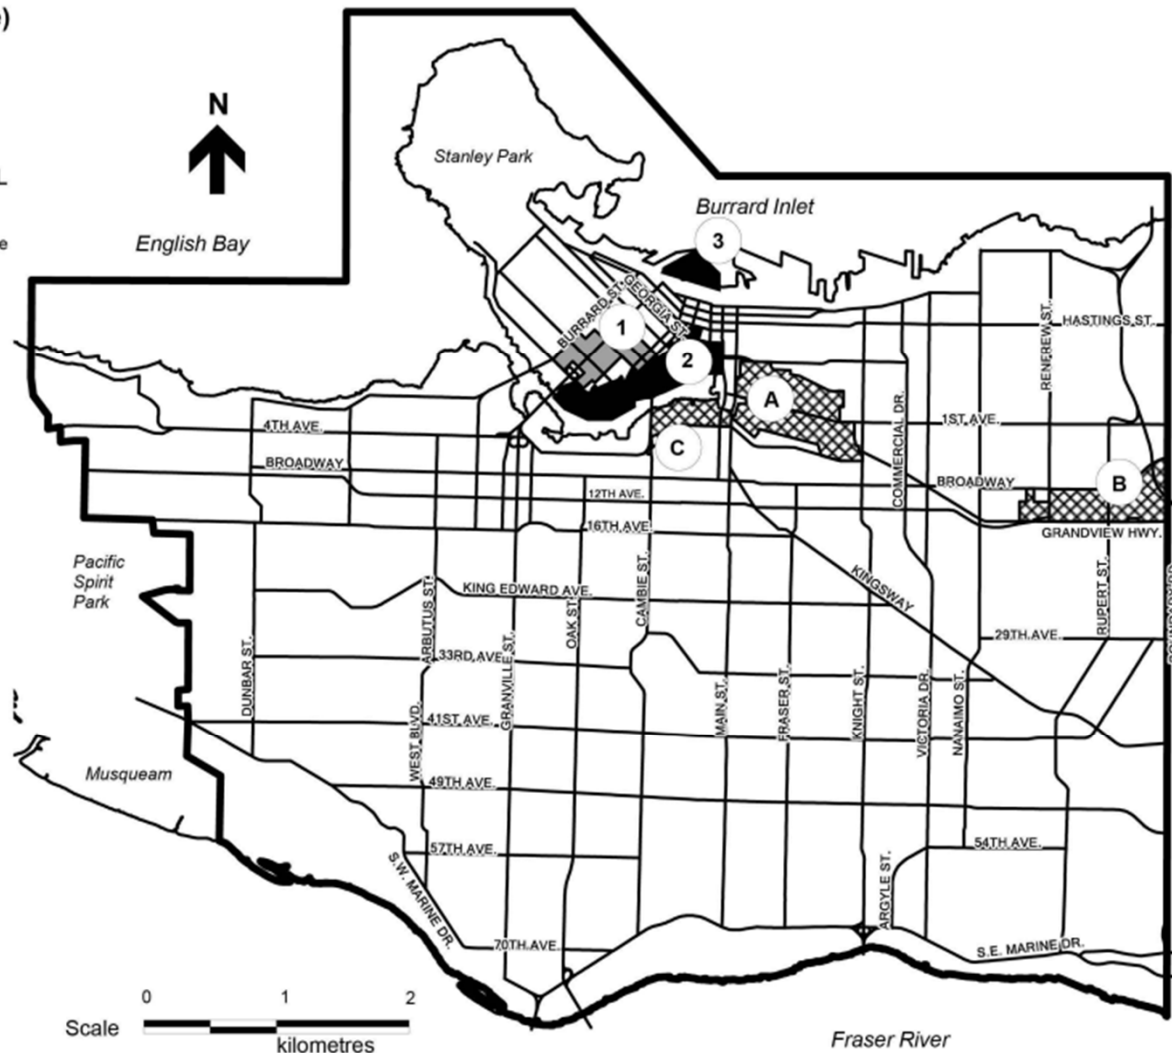 )
N
Stanley Park
L
Burrard Inlet
e
English Bay
3
BURRARD ST.
GEORGIA ST.
1
HASTINGS ST.
RENFREW ST.
2
A
COMMERCIAL DR.
1ST AVE.
4TH AVE.
C
BROADWAY
BROADWAY
B
12TH AVE.
16TH AVE.
GRANDVIEW HWY.
Pacific
Spirit
Park
KING EDWARD AVE.
KINGSWAY
CAMBIE ST.
OAK ST.
ARBUTUS ST.
RUPERT ST.
29TH AVE.
DUNBAR ST.
33RD AVE.
GRANVILLE ST.
MAIN ST.
FRASER ST.
KNIGHT ST.
VICTORIA DR.
NANAIMO ST.
WEST BLVD.
41ST AVE.
Musqueam
49TH AVE.
57TH AVE.
54TH AVE.
S.W. MARINE DR.
ARGYLE ST.
70TH AVE.
S.E. MARINE DR.
0 1 2
Scale
kilometres
Fraser River